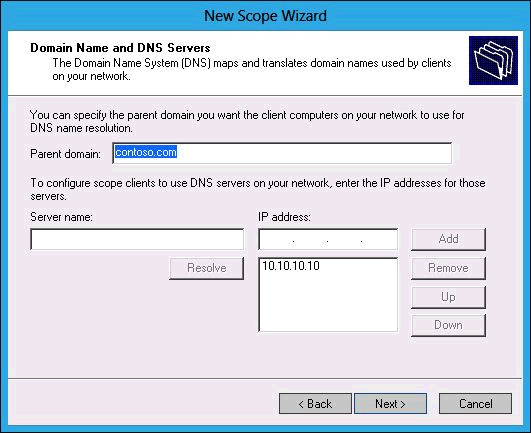 New Scope Wizard
Domain Name and DNS Servers
The Domain Name System (DNS) maps and translates domain names used by clients
on your network.
You can specify the parent domain you want the client computers on your network to use for
DNS name resolution.
Parent domain: contoso.com
To configure scope clients to use DNS servers on your network, enter the IP addresses for those
servers.
Server name: IP address:
. . . Add
Resolve 10.10.10.10 Remove
Up
Down
< Back Next > Cancel